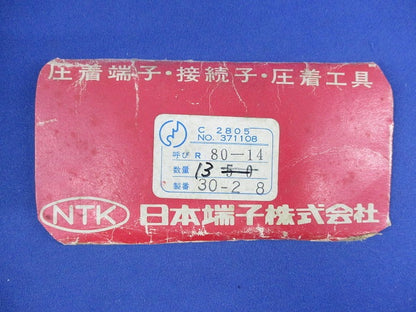 圧着端子・接続子・圧着工具
C 2805
NO. 371108
呼び R 80-14
数量 13 50
製番 30-2 8
NTK 日本端子株式会社